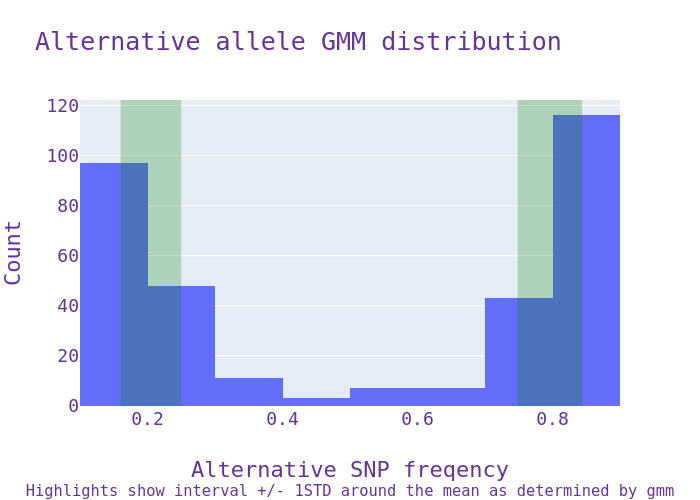 Alternative allele GMM distribution
120
100
80
60
40
20
0
Count
0.2 0.4 0.6 0.8
Alternative SNP freqency
Highlights show interval +/- 1STD around the mean as determined by gmm